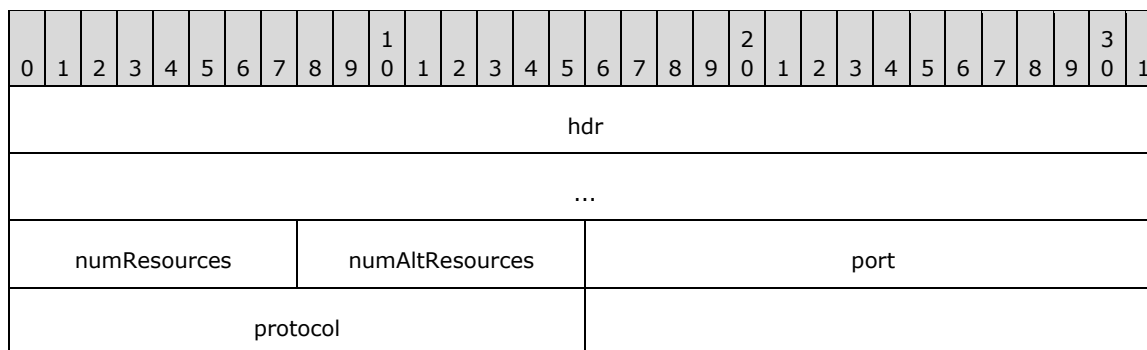 1 2 3
0 1 2 3 4 5 6 7 8 9 0 1 2 3 4 5 6 7 8 9 0 1 2 3 4 5 6 7 8 9 0 1
hdr
...
numResources numAltResources port
protocol